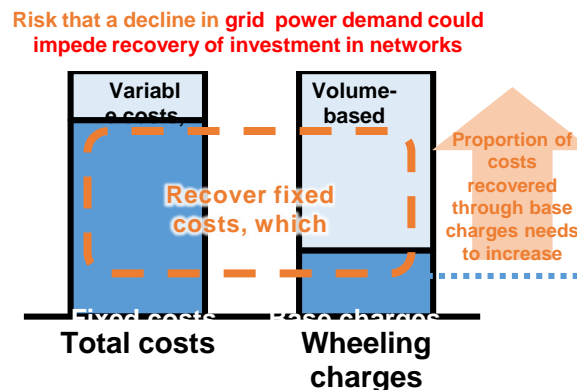 Risk that a decline in grid power demand could
impede recovery of investment in networks
Variabl
e costs,
Volume-
based
Recover fixed
costs, which
Proportion of
costs
recovered
through base
charges needs
to increase
Fixed costs
Base charges
Total costs
Wheeling
charges